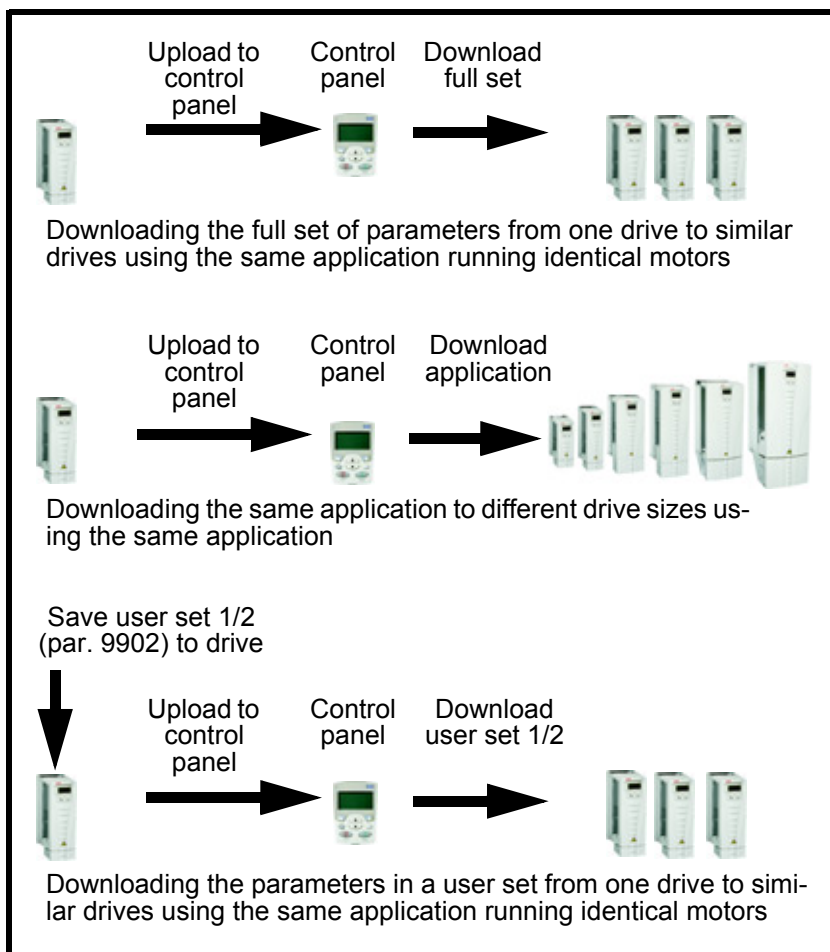 Upload to
control
panel
Control
panel
Download
full set
Downloading the full set of parameters from one drive to similar
drives using the same application running identical motors
Upload to
control
panel
Control
panel
Download
application
Downloading the same application to different drive sizes us-
ing the same application
Save user set 1/2
(par. 9902) to drive
Upload to
control
panel
Control
panel
Download
user set 1/2
Downloading the parameters in a user set from one drive to simi-
lar drives using the same application running identical motors